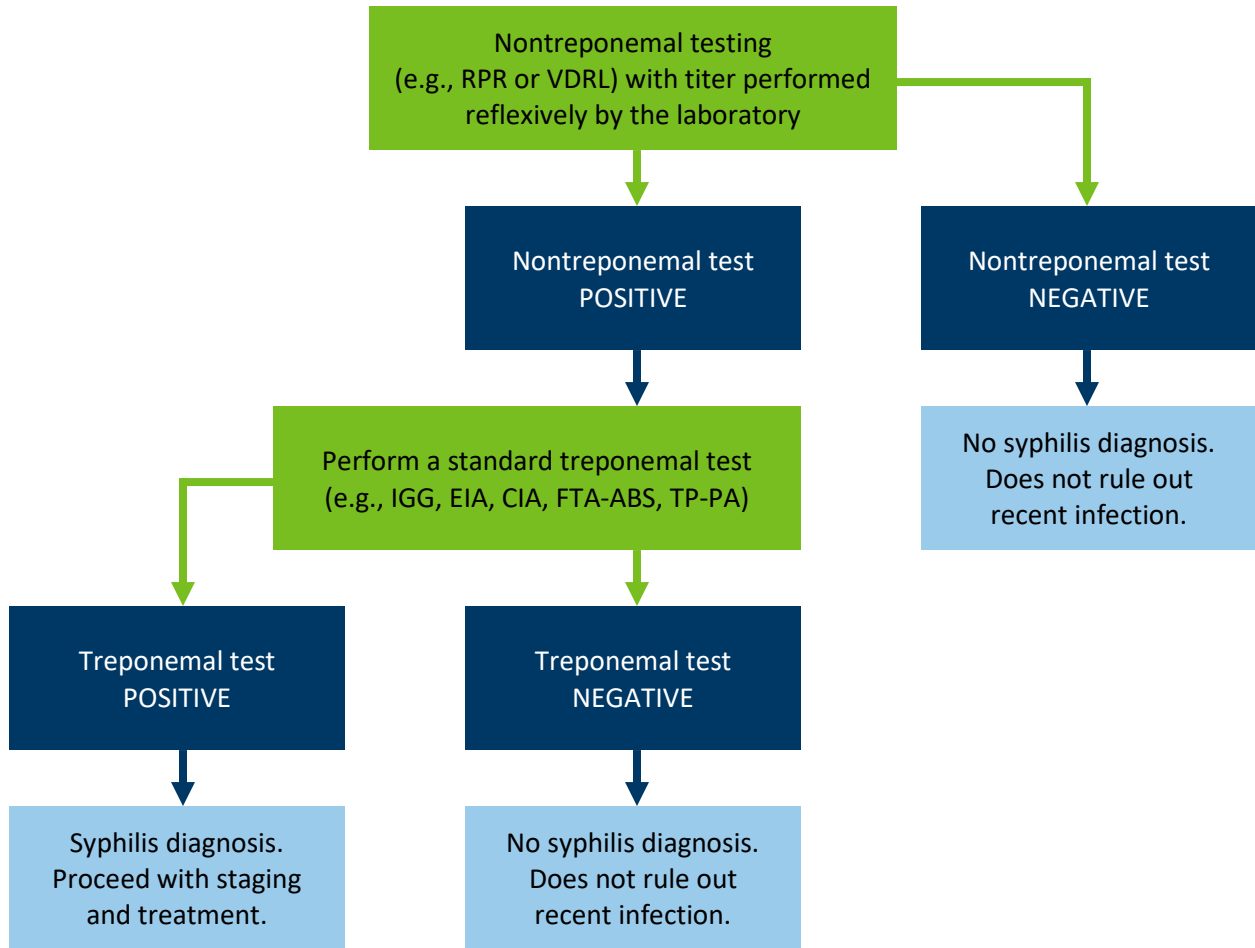 Nontreponemal testing
(e.g., RPR or VDRL) with titer performed
reflexively by the laboratory
Nontreponemal test
POSITIVE
Nontreponemal test
NEGATIVE
Perform a standard treponemal test
(e.g., IGG, EIA, CIA, FTA-ABS, TP-PA)
No syphilis diagnosis.
Does not rule out
recent infection.
Treponemal test
POSITIVE
Treponemal test
NEGATIVE
Syphilis diagnosis.
Proceed with staging
and treatment.
No syphilis diagnosis.
Does not rule out
recent infection.